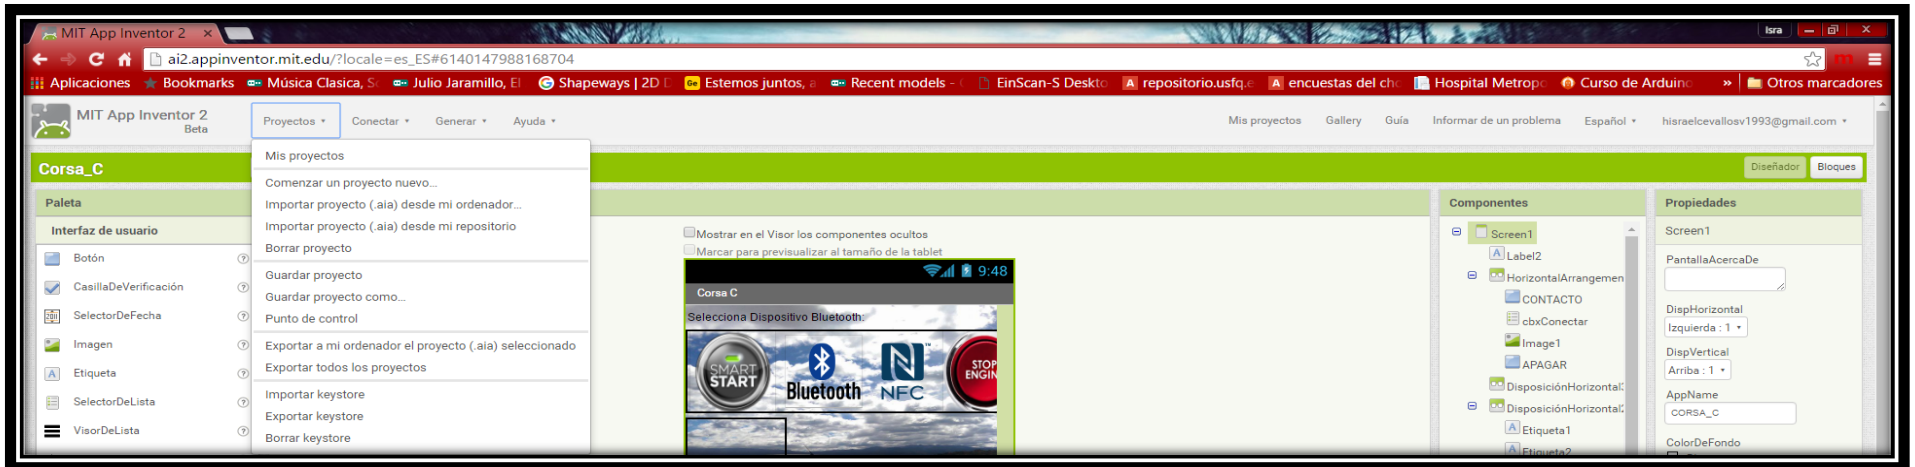 MIT App Inventor 2
Isra
ai2.appinventor.mit.edu/?locale=es_ES#6140147988168704
Aplicaciones
Bookmarks
Música Clasica, S
Julio Jaramillo, El
Shapeways | 2D
Estemos juntos, a
Recent models -
EinScan-S Deskto
repositorio.usfq.e
encuestas del cho
Hospital Metropo
Curso de Arduino
»
Otros marcadores
MIT App Inventor 2
Beta
Proyectos
Conectar
Generar
Ayuda
Mis proyectos
Gallery
Guía
Informar de un problema
Español
hisraelcevallosv1993@gmail.com
Corsa_C
Diseñador
Bloques
Mis proyectos
Comenzar un proyecto nuevo...
Importar proyecto (.aia) desde mi ordenador...
Importar proyecto (.aia) desde mi repositorio
Borrar proyecto
Guardar proyecto
Guardar proyecto como...
Punto de control
Exportar a mi ordenador el proyecto (.aia) seleccionado
Exportar todos los proyectos
Importar keystore
Exportar keystore
Borrar keystore
Paleta
Interfaz de usuario
Botón
CasillaDeVerificación
SelectorDeFecha
Imagen
Etiqueta
SelectorDeLista
VisorDeLista
Mostrar en el Visor los componentes ocultos
Marcar para previsualizar al tamaño de la tablet
9:48
Corsa C
Selecciona Dispositivo Bluetooth:
SMART
START
Bluetooth
NFC
STOP
ENGIN
Componentes
Screen1
Label2
HorizontalArrangemen
CONTACTO
cbxConectar
Image1
APAGAR
DisposiciónHorizontal
DisposiciónHorizontal
Etiqueta1
Etiqueta2
Propiedades
Screen1
PantallaAcercaDe
DispHorizontal
Izquierda : 1
DispVertical
Arriba : 1
AppName
CORSA_C
ColorDeFondo